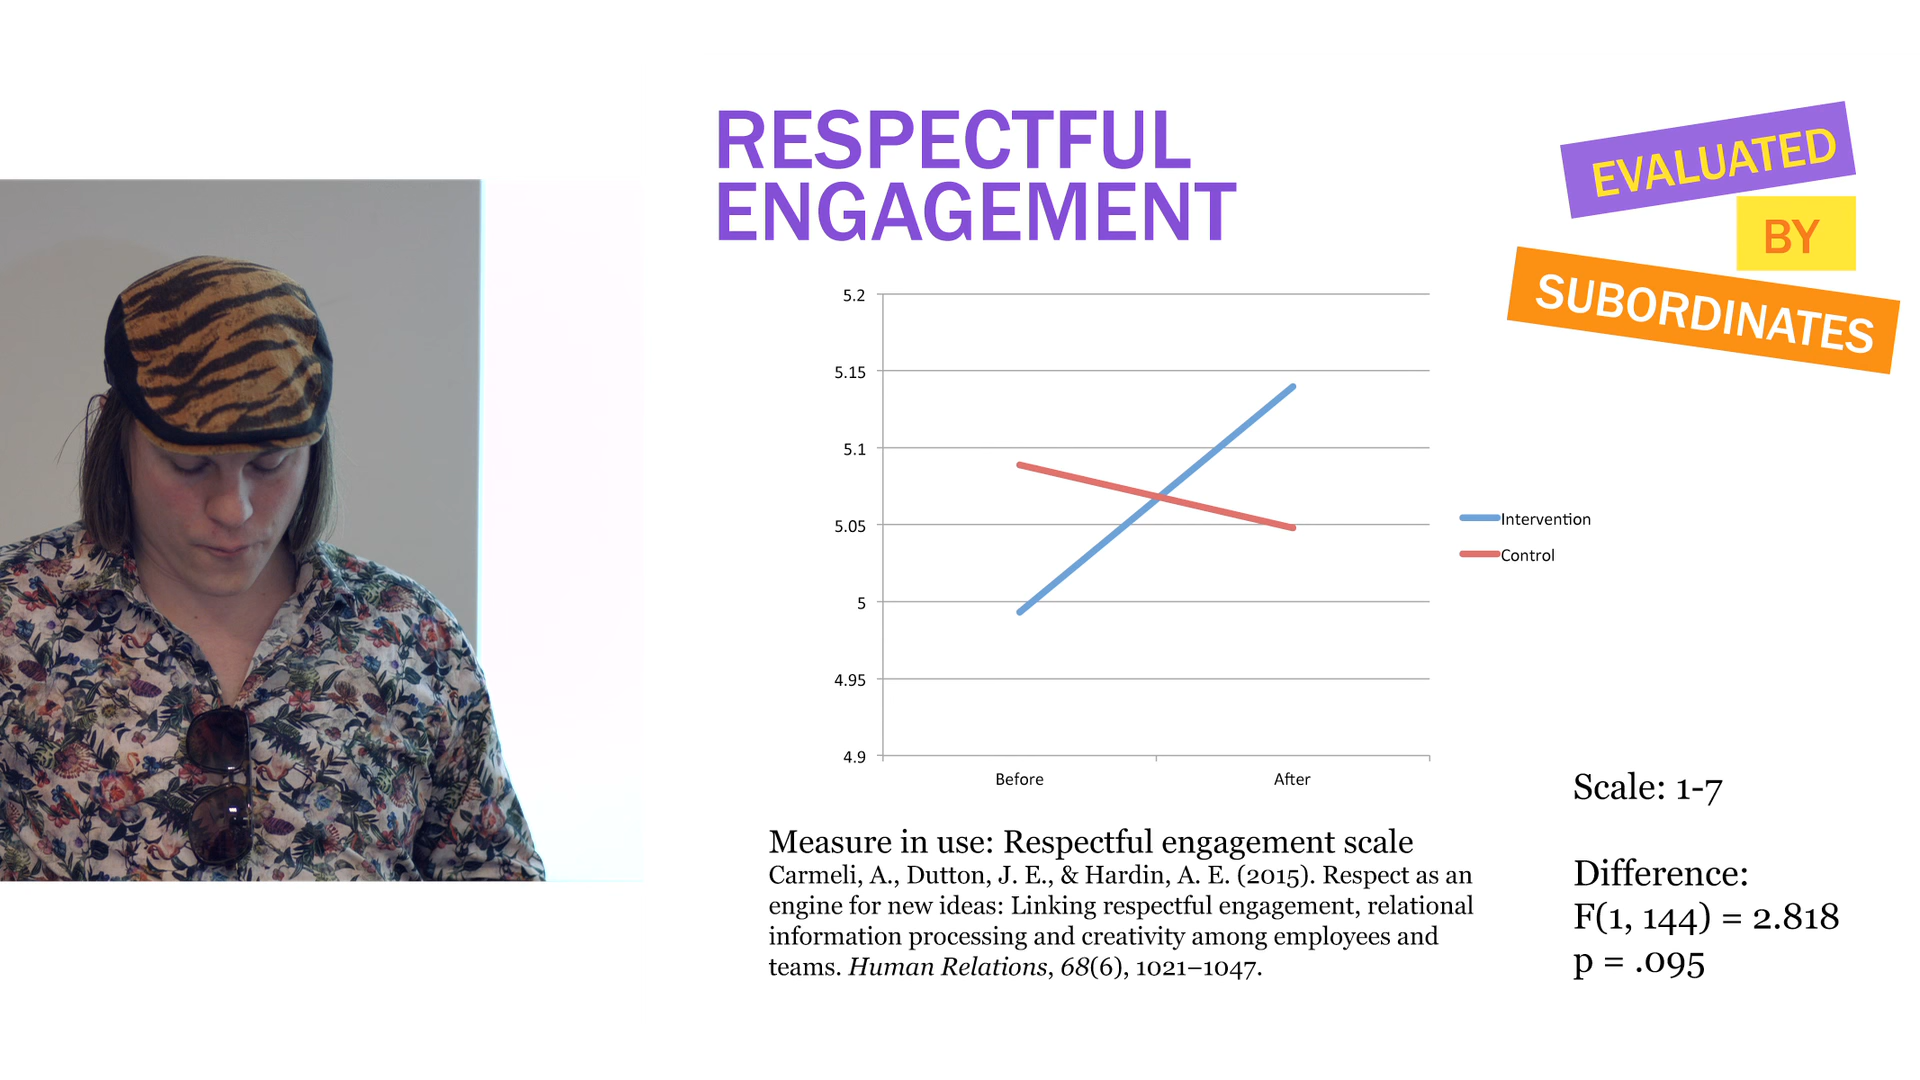 RESPECTFUL
ENGAGEMENT
EVALUATED
BY
SUBORDINATES
5.2
5.15
5.1
5.05
5
4.95
4.9
Before
After
Intervention
Control
Measure in use: Respectful engagement scale
Carmeli, A., Dutton, J. E., & Hardin, A. E. (2015). Respect as an
engine for new ideas: Linking respectful engagement, relational
information processing and creativity among employees and
teams. Human Relations, 68(6), 1021–1047.
Scale: 1-7
Difference:
F(1, 144) = 2.818
p = .095